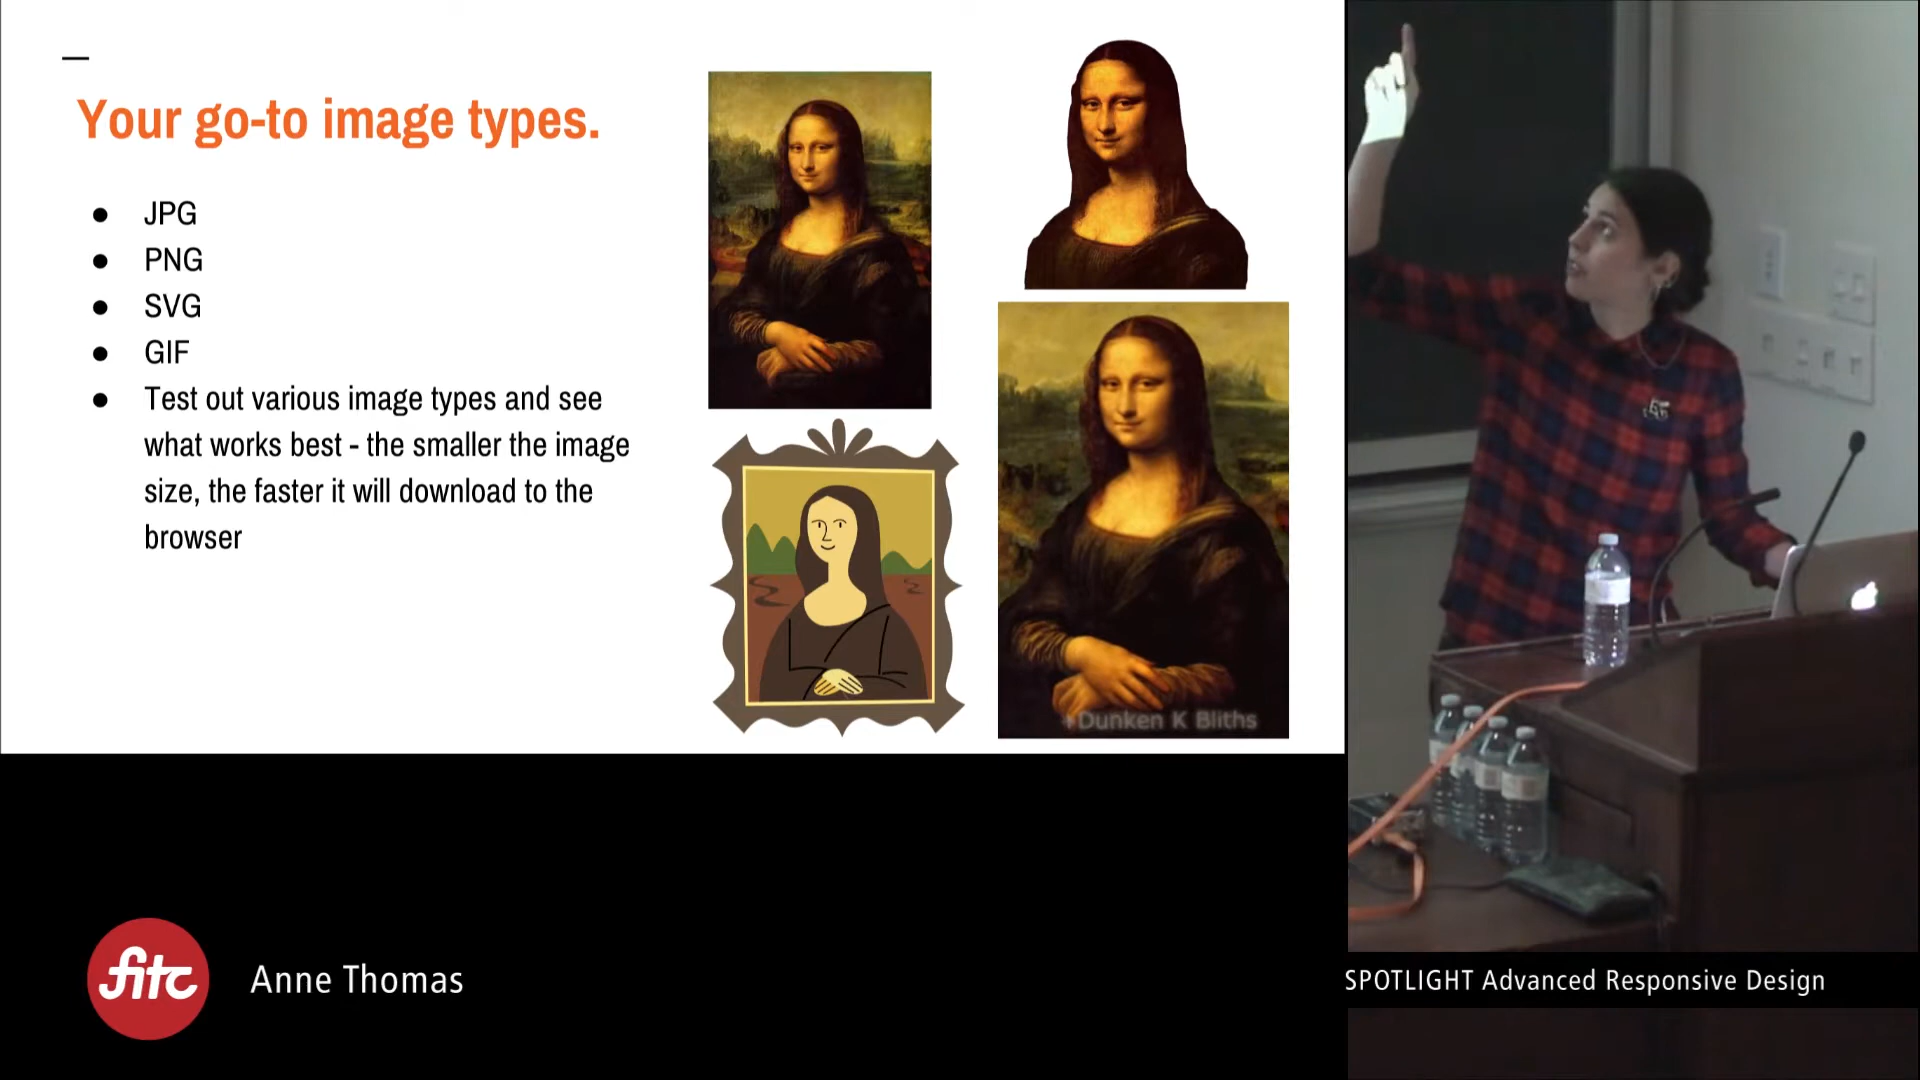 Your go-to image types.
● JPG
● PNG
● SVG
● GIF
● Test out various image types and see
what works best - the smaller the image
size, the faster it will download to the
browser
+Dunken K Bliths
fitc
Anne Thomas
SPOTLIGHT Advanced Responsive Design